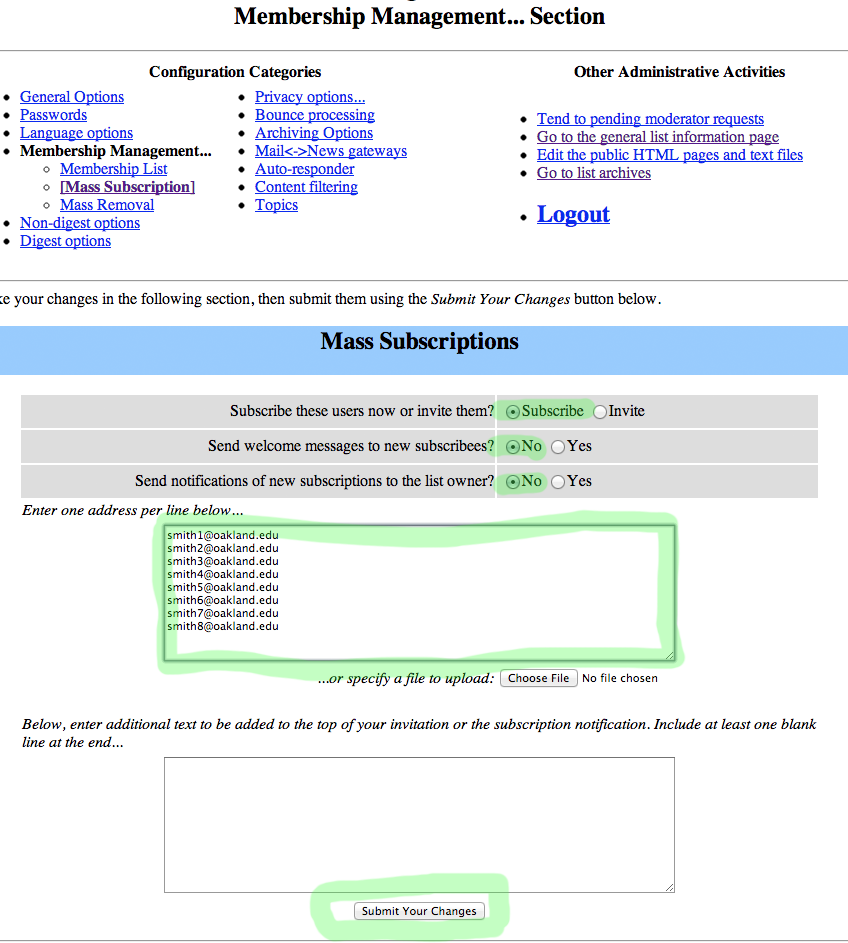 Membership Management... Section
Configuration Categories
General Options
Passwords
Language options
Membership Management...
Membership List
[Mass Subscription]
Mass Removal
Non-digest options
Digest options
Privacy options...
Bounce processing
Archiving Options
Mail<->News gateways
Auto-responder
Content filtering
Topics
Other Administrative Activities
Tend to pending moderator requests
Go to the general list information page
Edit the public HTML pages and text files
Go to list archives
Logout
your changes in the following section, then submit them using the Submit Your Changes button below.
Mass Subscriptions
Subscribe these users now or invite them? Subscribe Invite
Send welcome messages to new subscribees? No Yes
Send notifications of new subscriptions to the list owner? No Yes
Enter one address per line below...
smith1@oakland.edu
smith2@oakland.edu
smith3@oakland.edu
smith4@oakland.edu
smith5@oakland.edu
smith6@oakland.edu
smith7@oakland.edu
smith8@oakland.edu
...or specify a file to upload: Choose File No file chosen
Below, enter additional text to be added to the top of your invitation or the subscription notification. Include at least one blank
line at the end...
Submit Your Changes